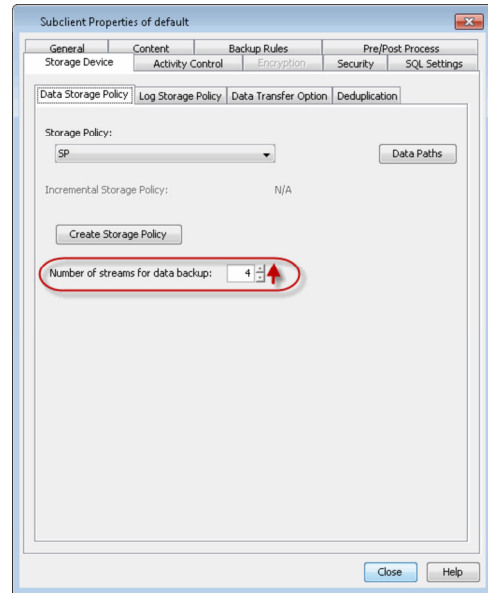 Subclient Properties of default
General Content Backup Rules Pre/Post Process
Storage Device Activity Control Encryption Security SQL Settings
Data Storage Policy Log Storage Policy Data Transfer Option Deduplication
Storage Policy:
SP Data Paths
Incremental Storage Policy: N/A
Create Storage Policy
Number of streams for data backup: 4
Close Help